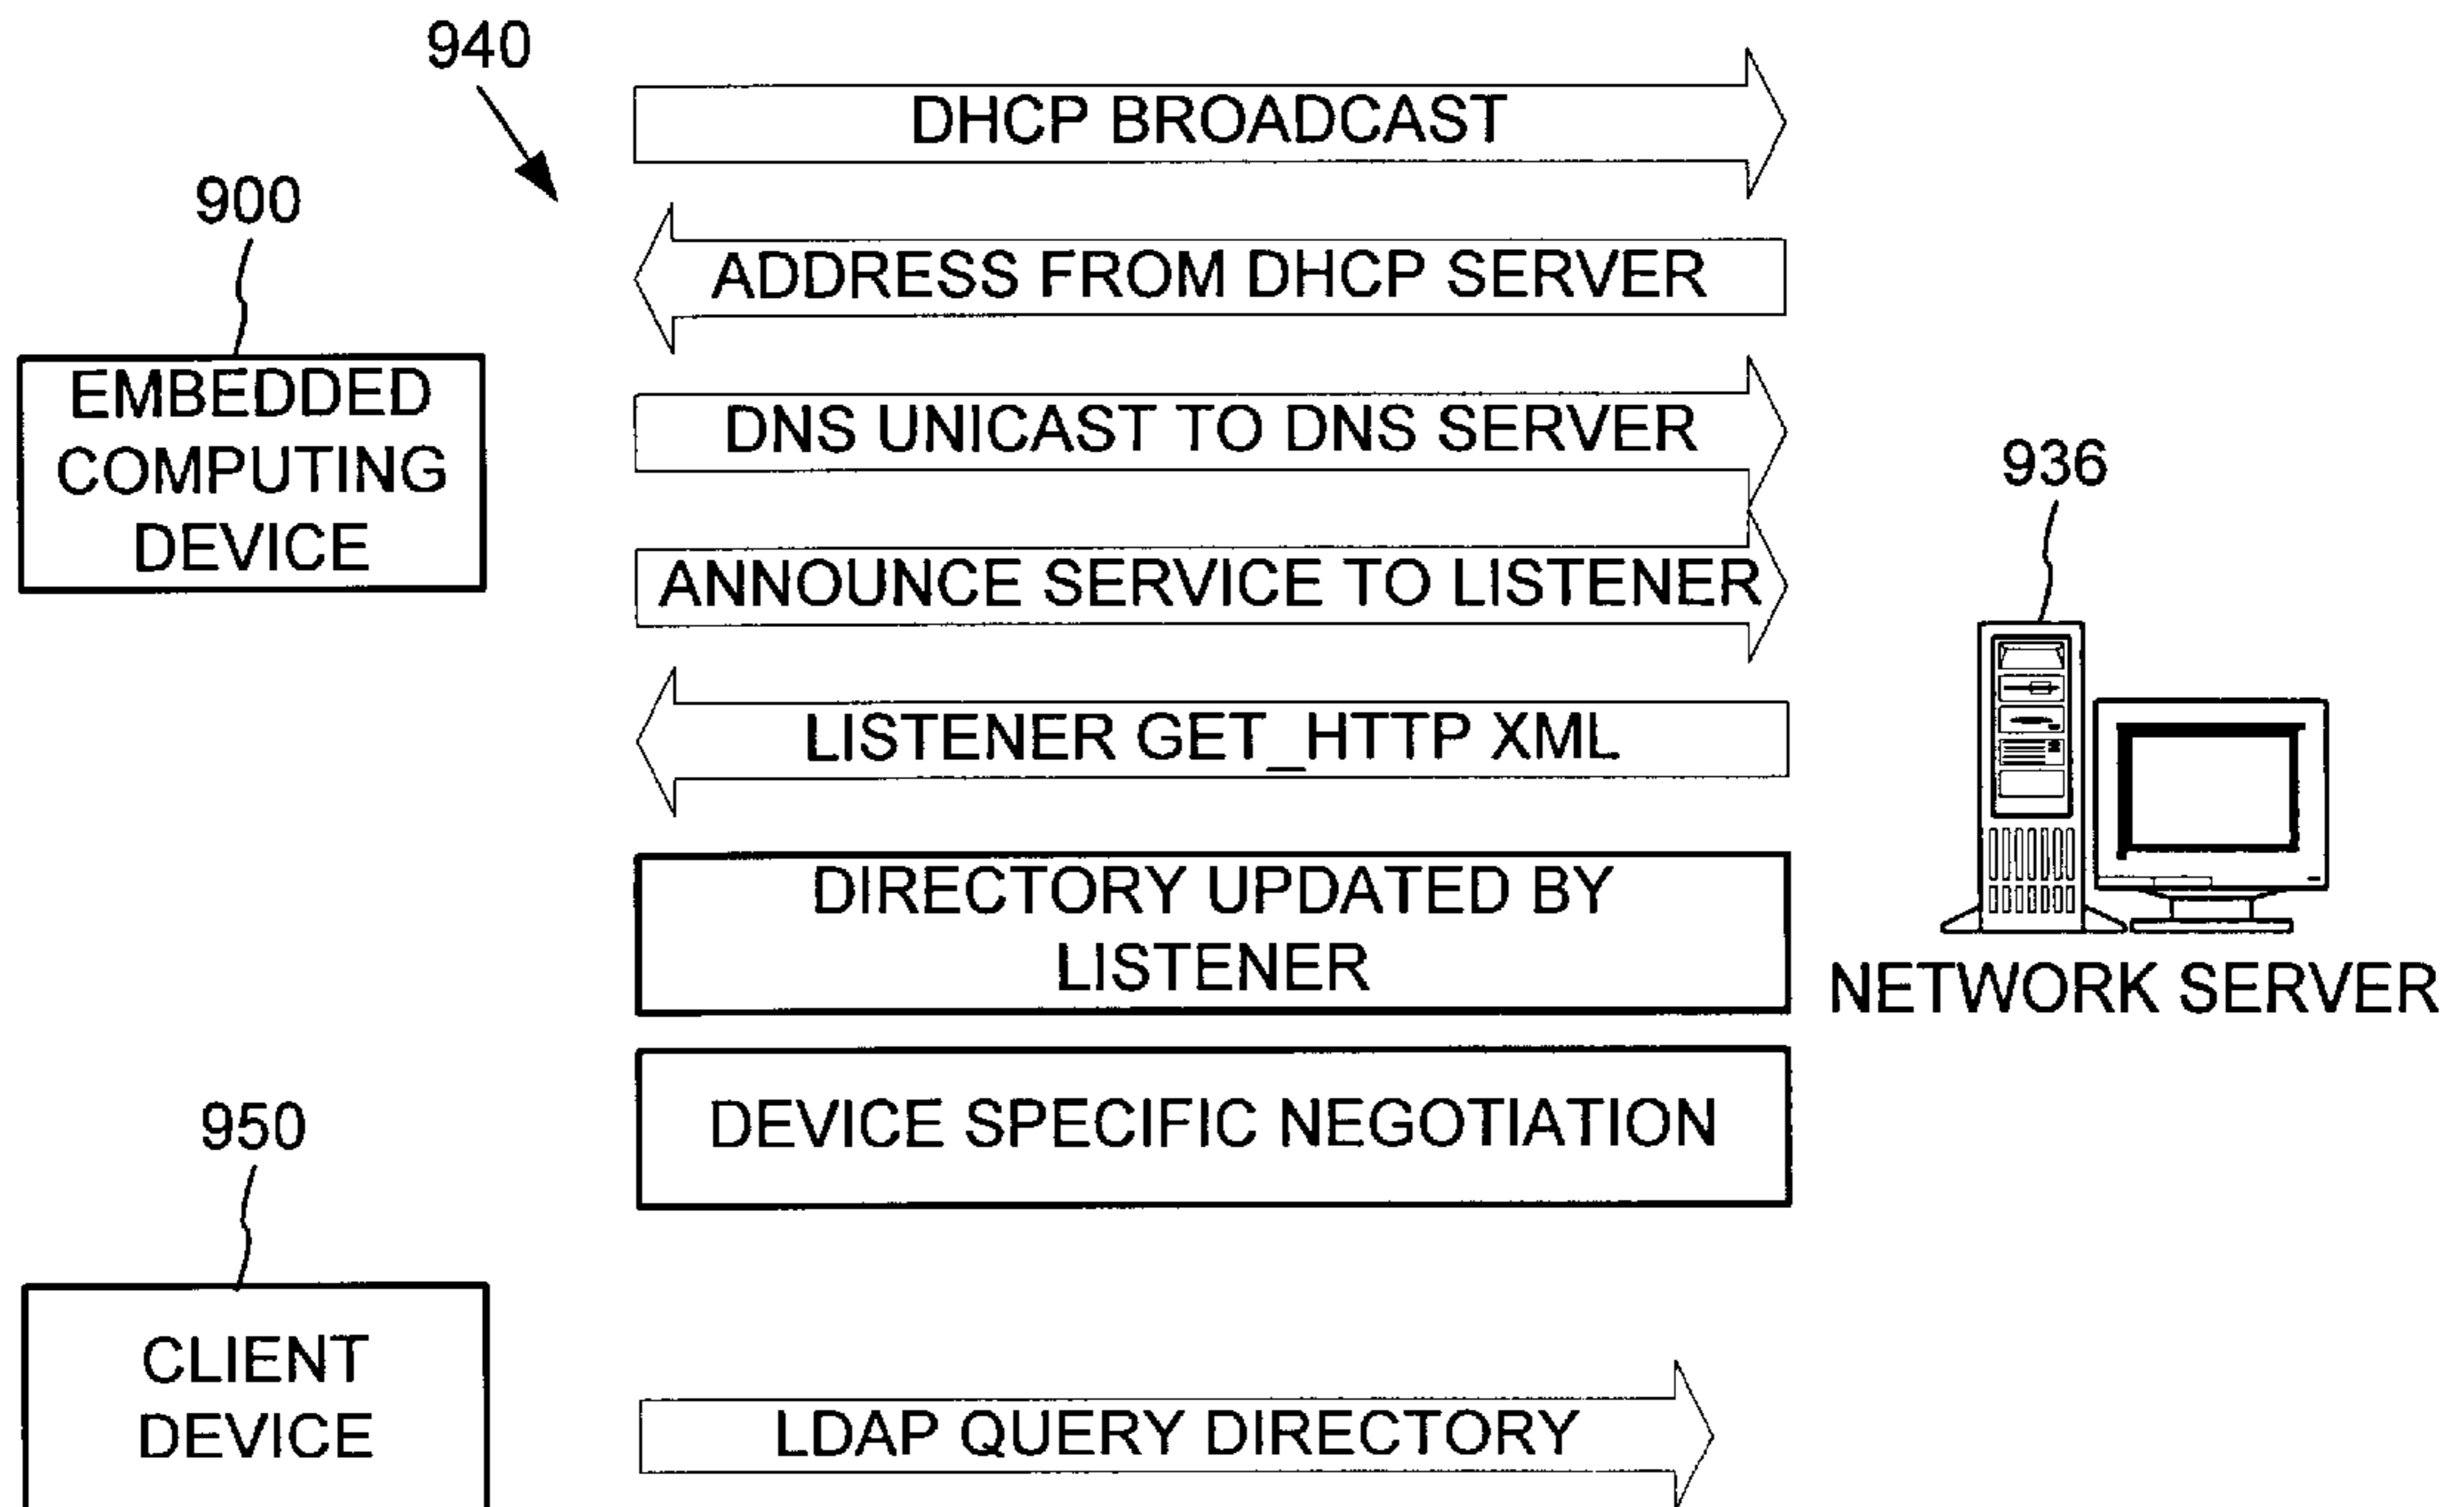 940
DHCP BROADCAST
900
ADDRESS FROM DHCP SERVER
EMBEDDED
COMPUTING
DEVICE
DNS UNICAST TO DNS SERVER
936
ANNOUNCE SERVICE TO LISTENER
LISTENER GET_HTTP XML
DIRECTORY UPDATED BY
LISTENER
NETWORK SERVER
DEVICE SPECIFIC NEGOTIATION
950
CLIENT
DEVICE
LDAP QUERY DIRECTORY